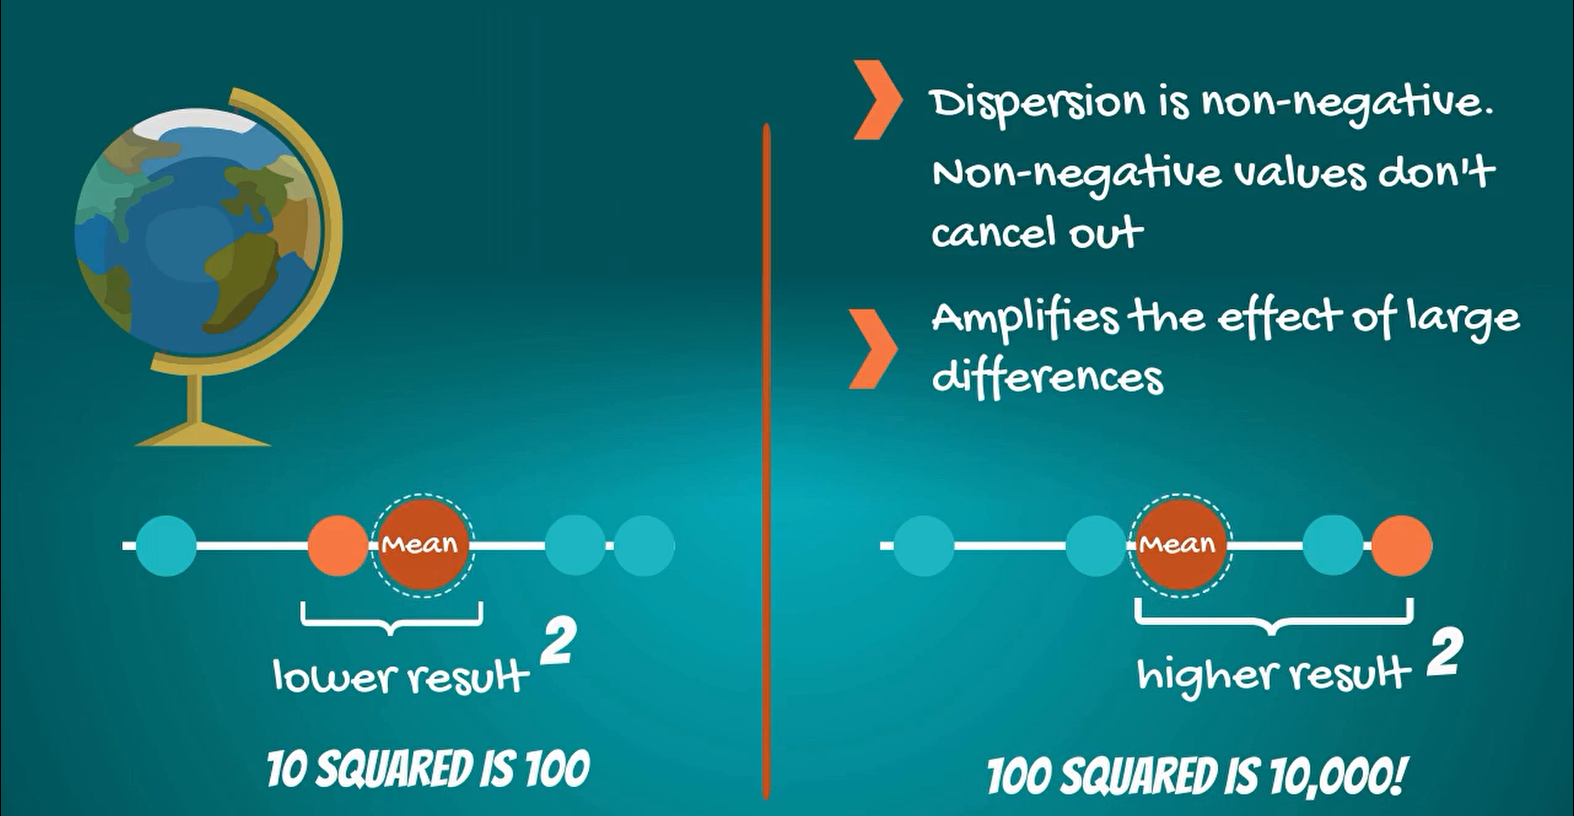 Dispersion is non-negative.
Non-negative values don't
cancel out
Amplifies the effect of large
differences
Mean
lower result 2
10 SQUARED IS 100
Mean
higher result 2
100 SQUARED IS 10,000!